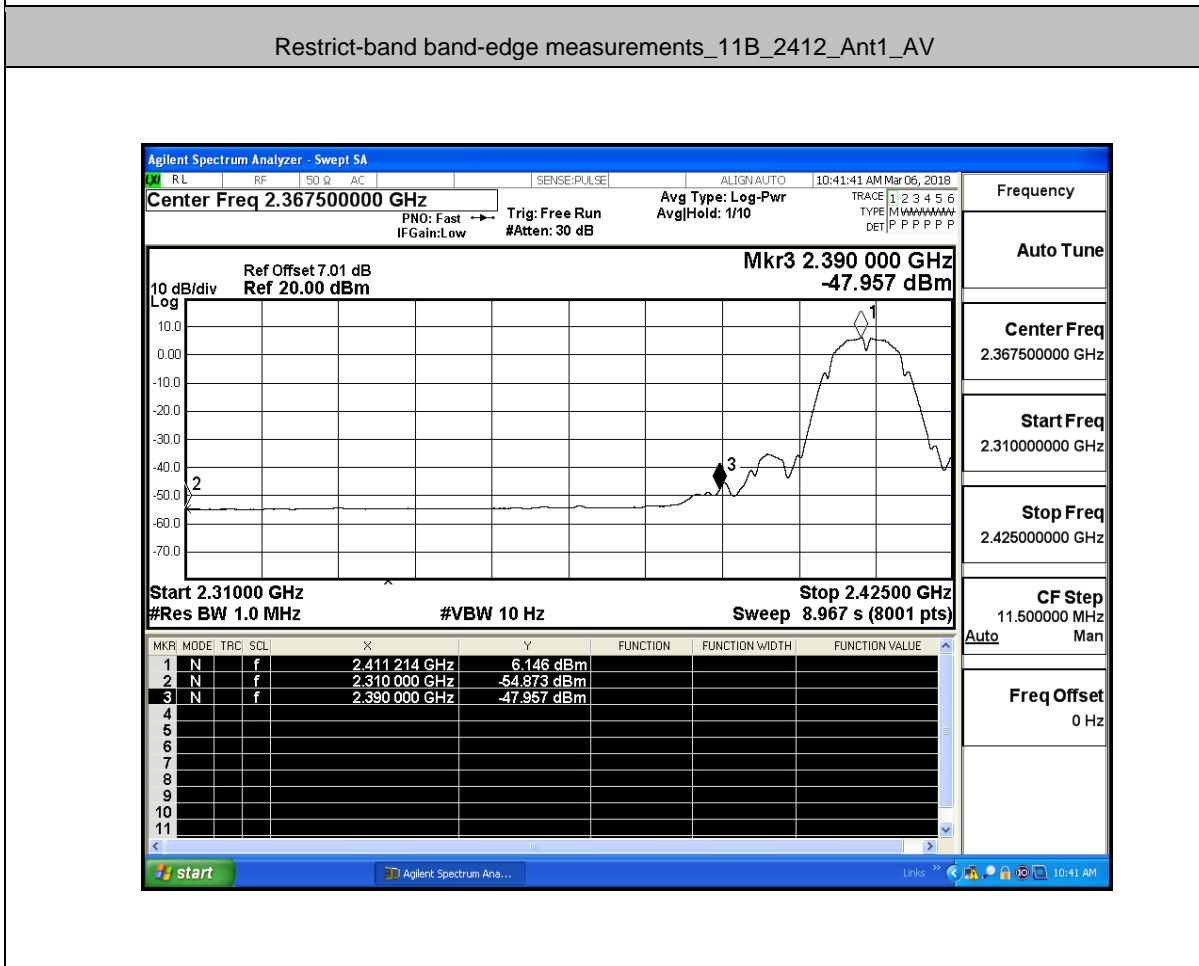 Restrict-band band-edge measurements_11B_2412_Ant1_AV
Agilent Spectrum Analyzer - Swept SA
LXI RL RF 50 Ω AC SENSE:PULSE ALIGN AUTO 10:41:41 AM Mar 06, 2018
Center Freq 2.367500000 GHz
PNO: Fast
IFGain:Low
Trig: Free Run
#Atten: 30 dB
Avg Type: Log-Pwr
Avg|Hold: 1/10
TRACE 1 2 3 4 5 6
TYPE M W W W W W
DET P P P P P P
Frequency
Ref Offset 7.01 dB
10 dB/div Ref 20.00 dBm
Log
Mkr3 2.390 000 GHz
-47.957 dBm
10.0
0.00
-10.0
-20.0
-30.0
-40.0
-50.0
-60.0
-70.0
1
2
3
Start 2.31000 GHz Stop 2.42500 GHz
#Res BW 1.0 MHz #VBW 10 Hz Sweep 8.967 s (8001 pts)
MKR MODE TRC SCL X Y FUNCTION FUNCTION WIDTH FUNCTION VALUE
1 N f 2.411 214 GHz 6.146 dBm
2 N f 2.310 000 GHz -54.873 dBm
3 N f 2.390 000 GHz -47.957 dBm
4
5
6
7
8
9
10
11
Auto Tune
Center Freq
2.367500000 GHz
Start Freq
2.310000000 GHz
Stop Freq
2.425000000 GHz
CF Step
11.500000 MHz
Auto Man
Freq Offset
0 Hz
start Agilent Spectrum Ana... Links » 10:41 AM